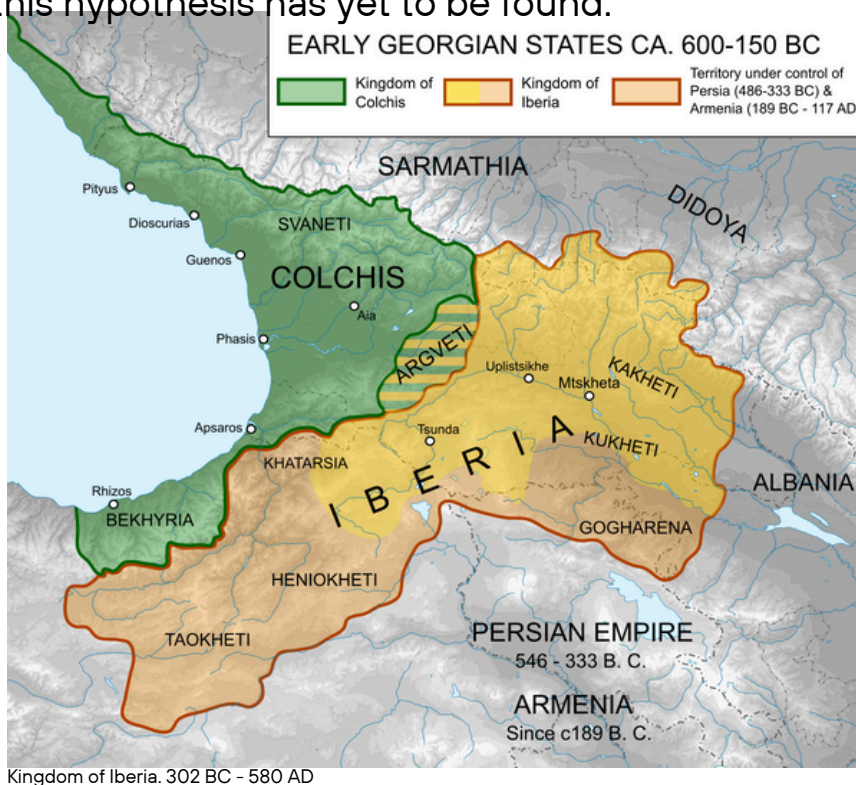 this hypothesis has yet to be found.
EARLY GEORGIAN STATES CA. 600-150 BC
Kingdom of
Colchis
Kingdom of
Iberia
Territory under control of
Persia (486-333 BC) &
Armenia (189 BC - 117 AD
SARMATHIA
DIDOYA
Pityus
Dioscurias
SVANETI
Guenos
COLCHIS
Aia
Phasis
ARGVETI
Uplistsikhe
KAKHETI
Mtskheta
Apsaros
Tsunda
KUKHETI
IBERIA
KHATARSIA
ALBANIA
Rhizos
BEKHYRIA
GOGHARENA
HENIOKHETI
TAOKHETI
PERSIAN EMPIRE
546 - 333 B. C.
ARMENIA
Since c189 B. C.
Kingdom of Iberia. 302 BC - 580 AD